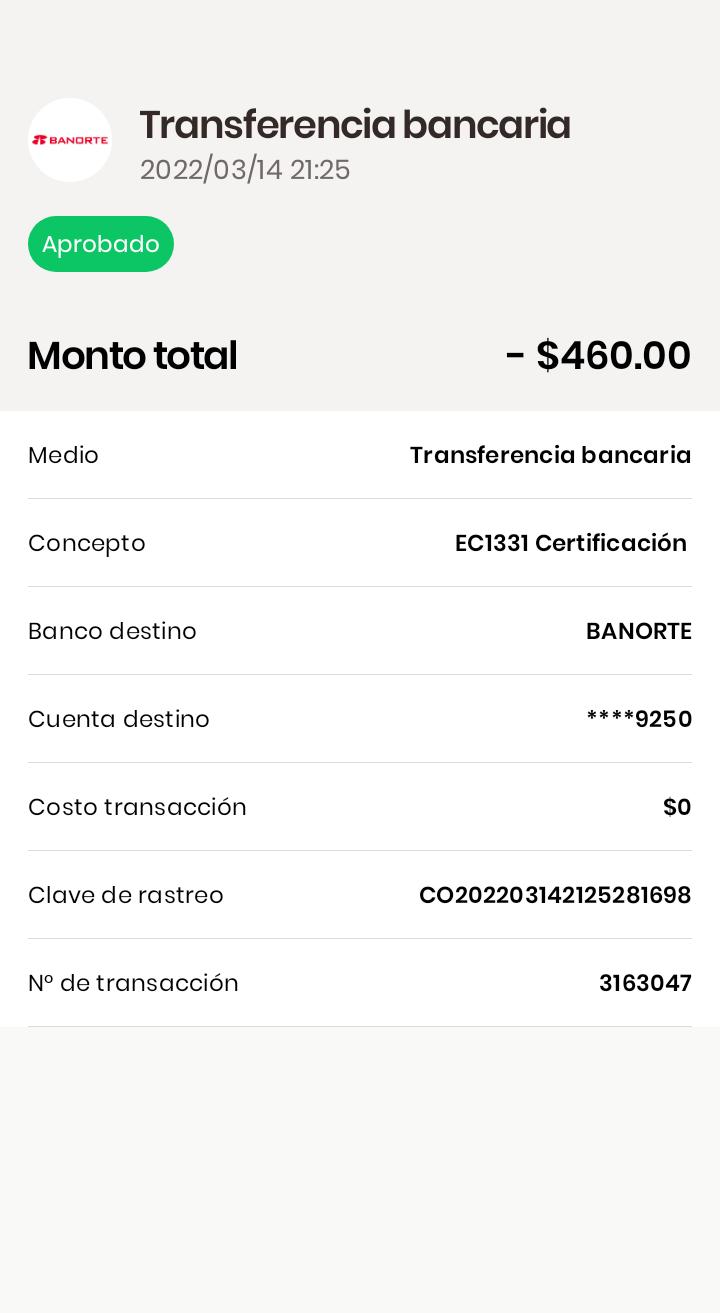 BANORTE
Transferencia bancaria
2022/03/14 21:25
Aprobado
Monto total - $460.00
Medio Transferencia bancaria
Concepto EC1331 Certificación
Banco destino BANORTE
Cuenta destino ****9250
Costo transacción $0
Clave de rastreo CO202203142125281698
Nº de transacción 3163047